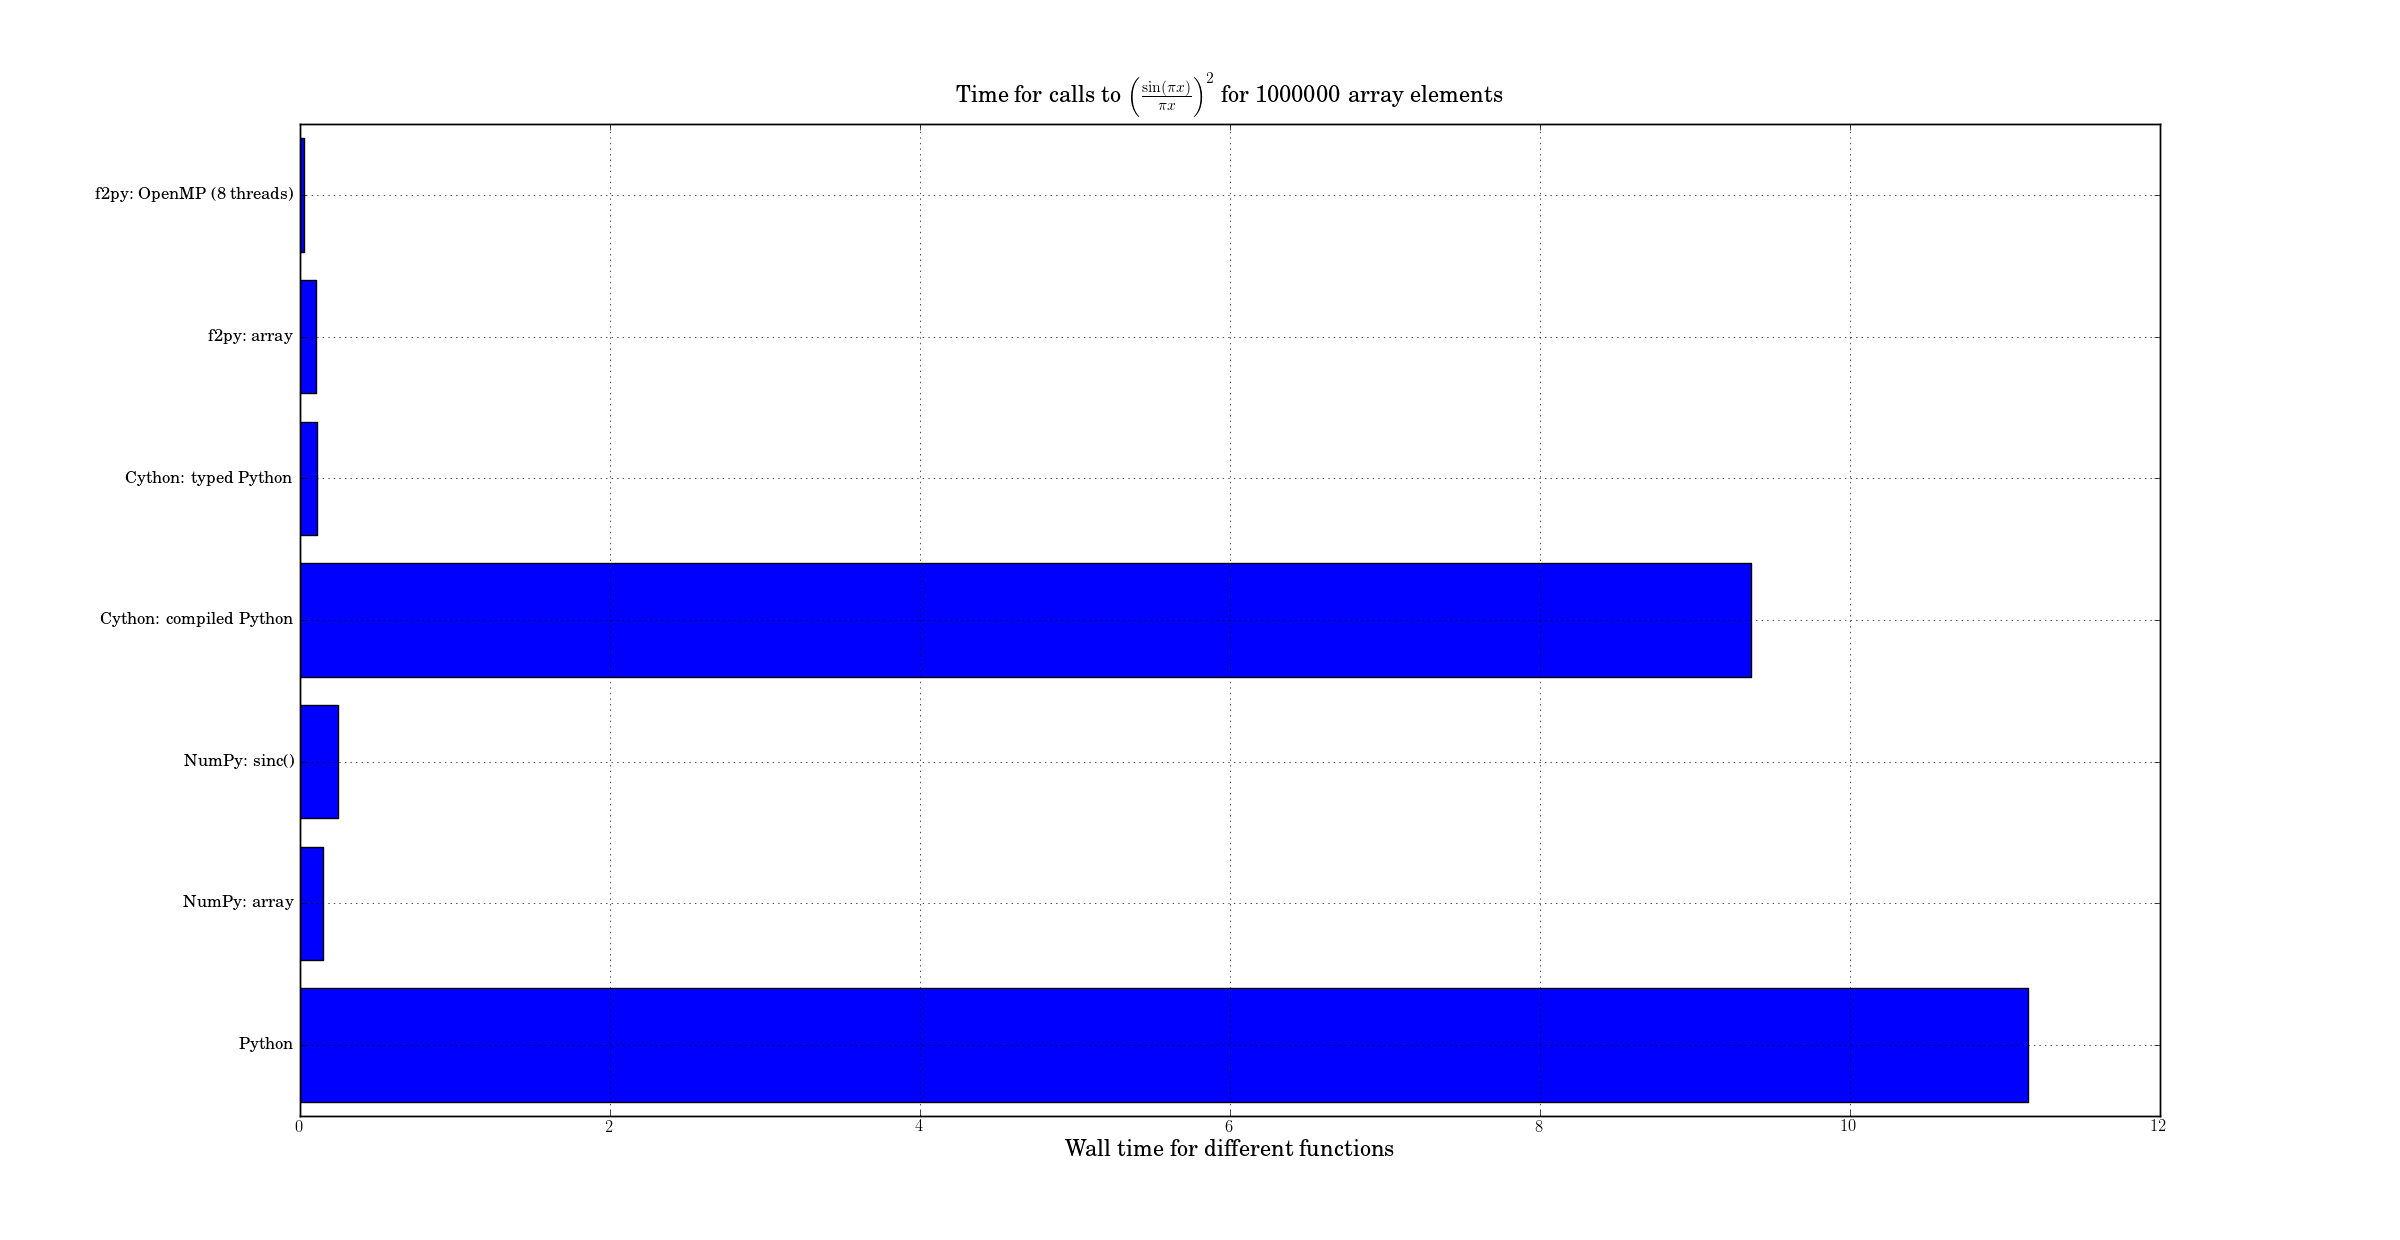 Time for calls to (sin(πx)/πx)² for 1000000 array elements
f2py: OpenMP (8 threads)
f2py: array
Cython: typed Python
Cython: compiled Python
NumPy: sinc()
NumPy: array
Python
0 2 4 6 8 10 12
Wall time for different functions